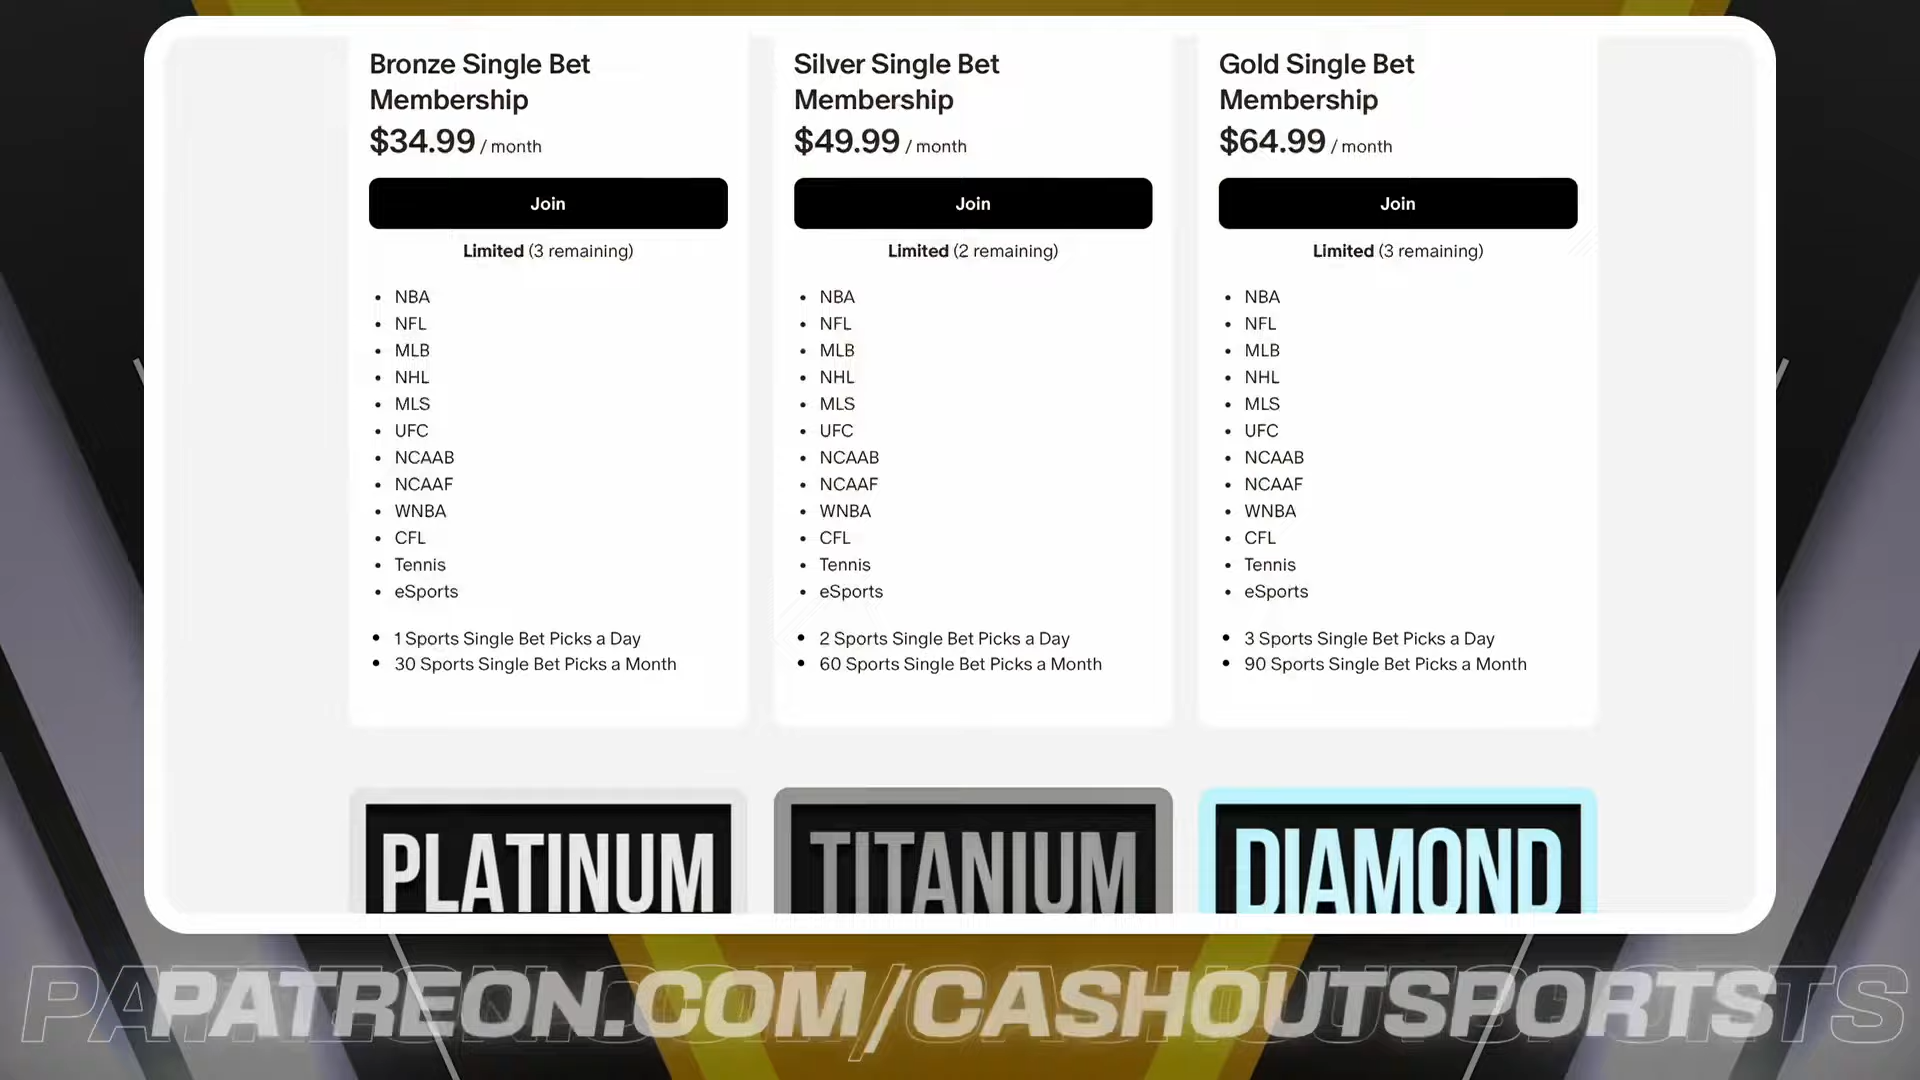 Bronze Single Bet
Membership
$34.99 / month
Join
Limited (3 remaining)
• NBA
• NFL
• MLB
• NHL
• MLS
• UFC
• NCAAB
• NCAAF
• WNBA
• CFL
• Tennis
• eSports
• 1 Sports Single Bet Picks a Day
• 30 Sports Single Bet Picks a Month
Silver Single Bet
Membership
$49.99 / month
Join
Limited (2 remaining)
• NBA
• NFL
• MLB
• NHL
• MLS
• UFC
• NCAAB
• NCAAF
• WNBA
• CFL
• Tennis
• eSports
• 2 Sports Single Bet Picks a Day
• 60 Sports Single Bet Picks a Month
Gold Single Bet
Membership
$64.99 / month
Join
Limited (3 remaining)
• NBA
• NFL
• MLB
• NHL
• MLS
• UFC
• NCAAB
• NCAAF
• WNBA
• CFL
• Tennis
• eSports
• 3 Sports Single Bet Picks a Day
• 90 Sports Single Bet Picks a Month
PLATINUM
TITANIUM
DIAMOND
PATREON.COM/CASHOUTSPORTS